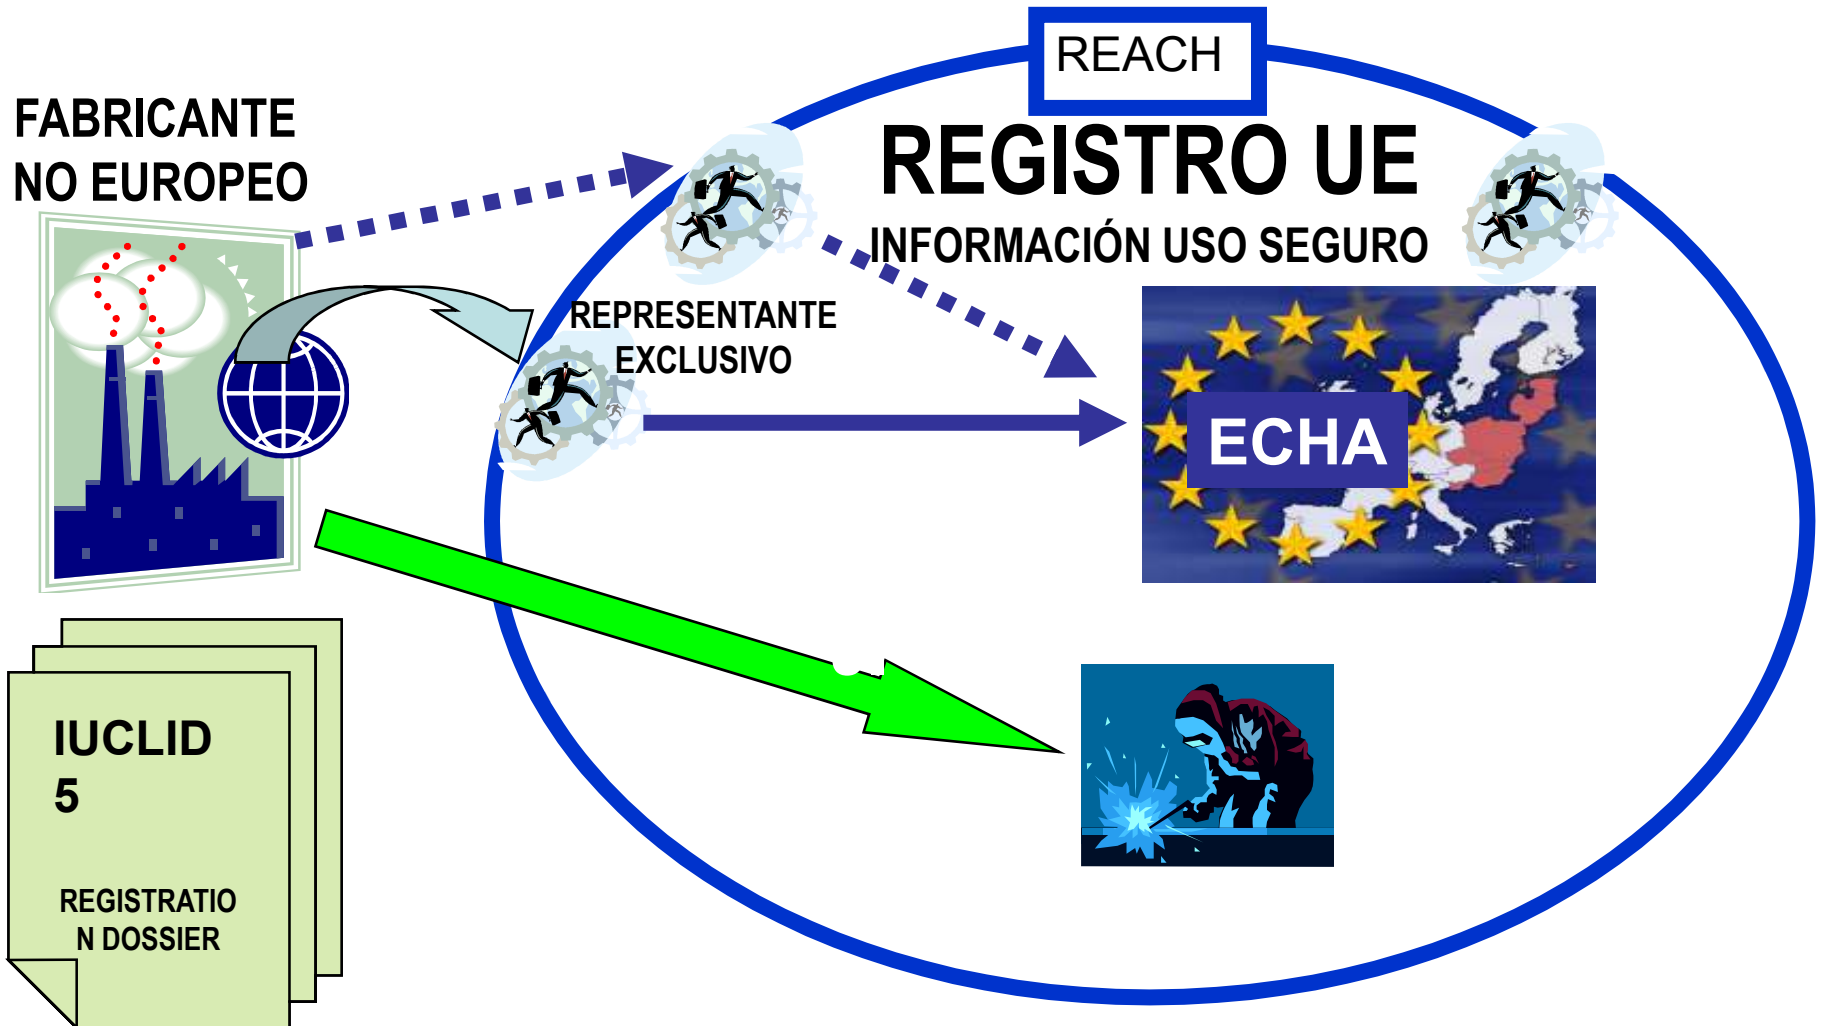 REACH
FABRICANTE
NO EUROPEO
REGISTRO UE
INFORMACIÓN USO SEGURO
REPRESENTANTE
EXCLUSIVO
ECHA
IUCLID
5
REGISTRATIO
N DOSSIER